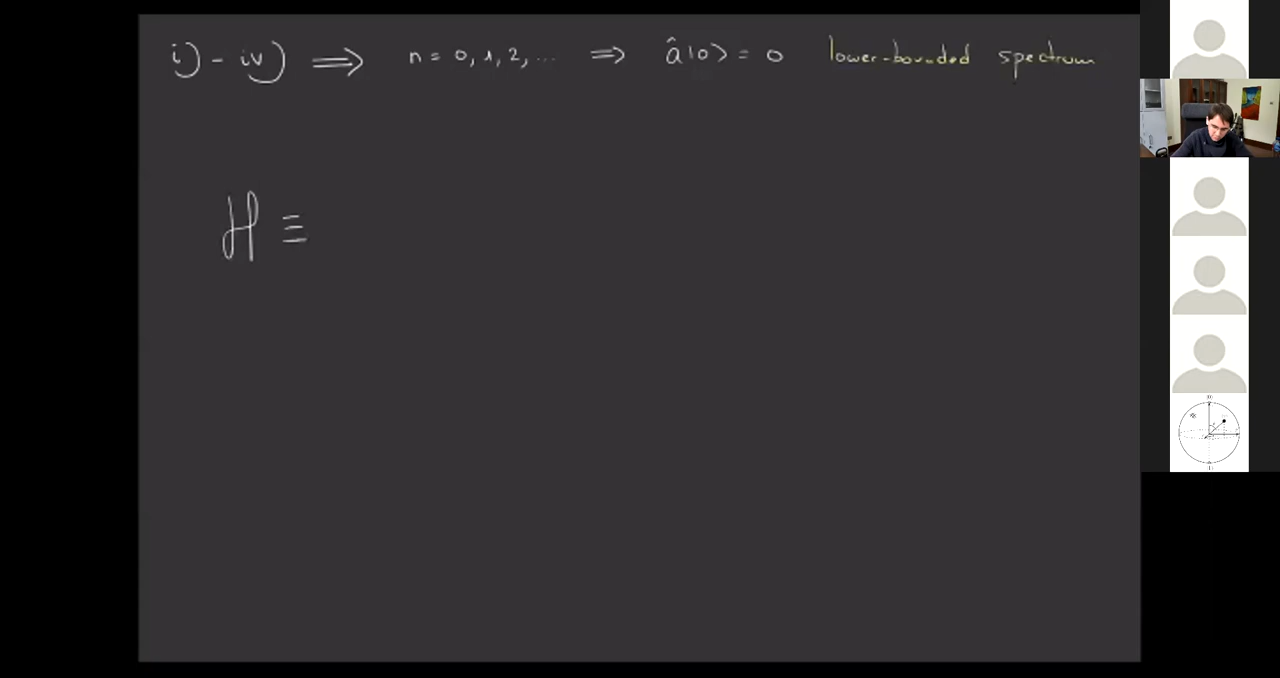 i) - iv) ⟹ n = 0, 1, 2, ... ⟹ â|0⟩ = 0 lower-bounded spectrum
H ≡